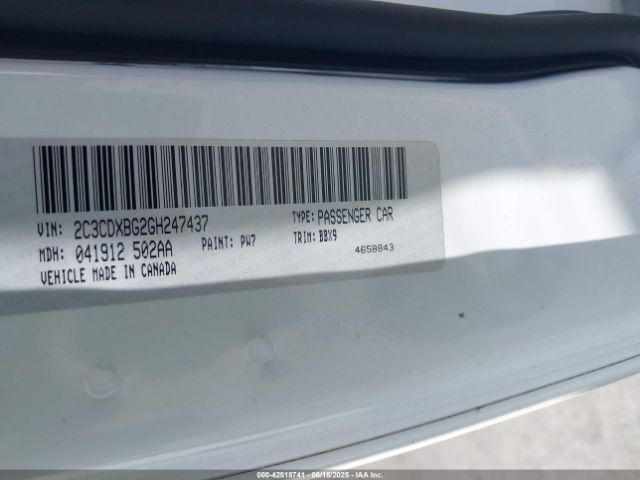 VIN: 2C3CDXBG2GH247437 TYPE: PASSENGER CAR
MDH: 041912 502AA PAINT: PW7 TRIM: BBX9
VEHICLE MADE IN CANADA 4658843
000-42518741 - 06/18/2025 - IAA Inc.